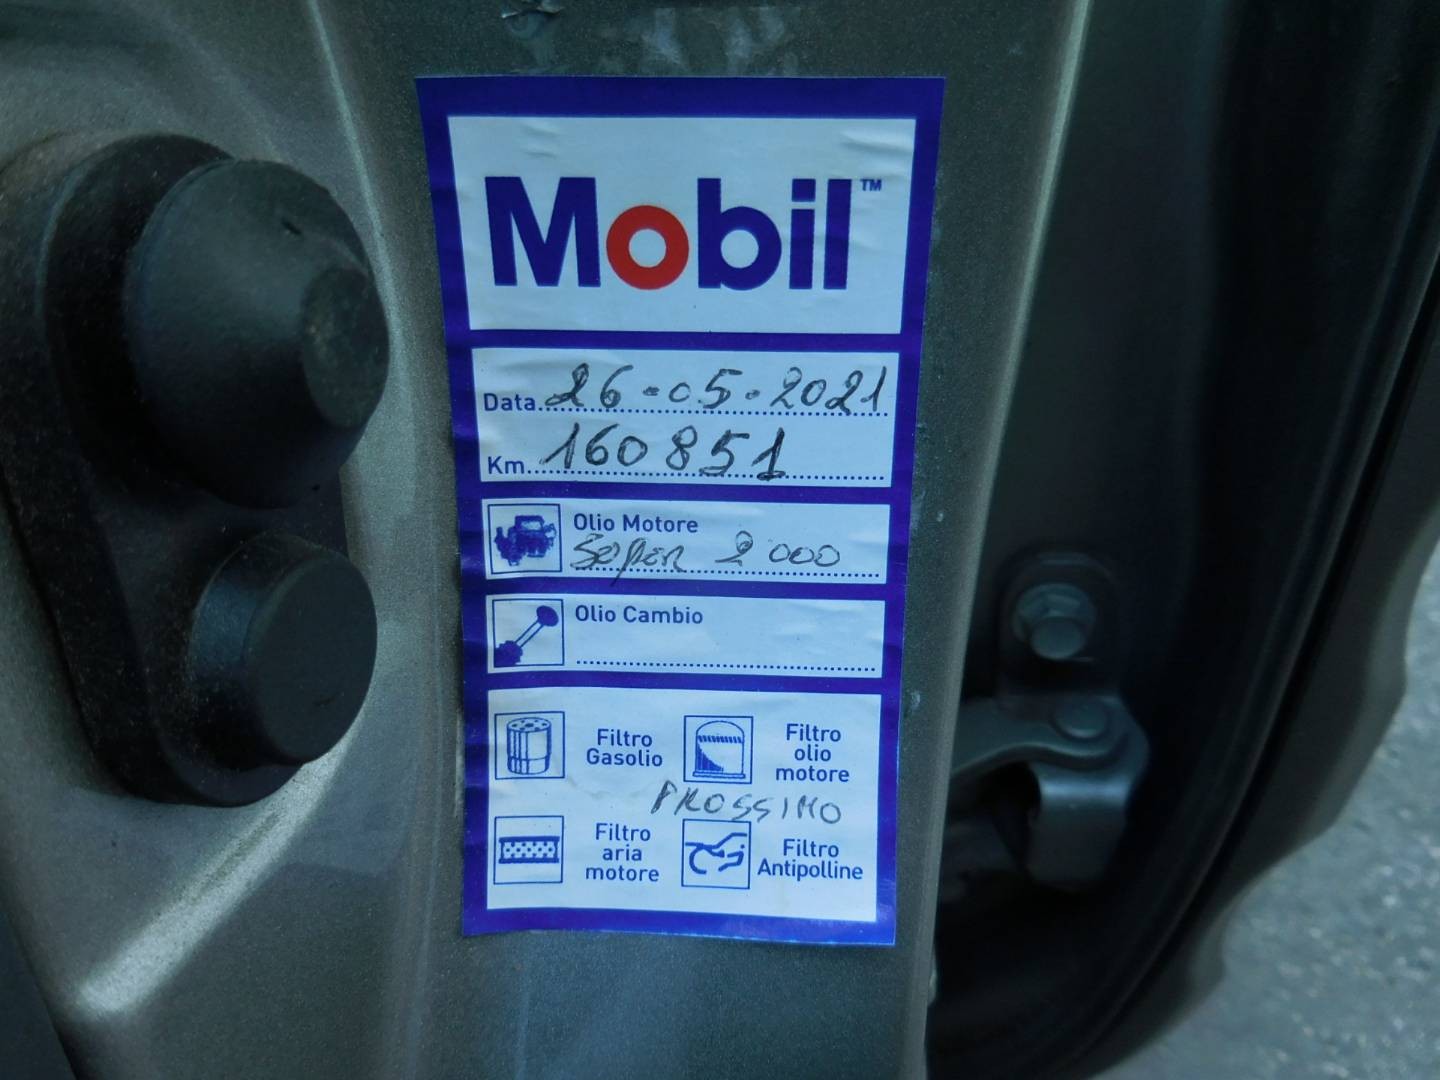 Mobil™
Data 26-05-2021
Km 160851
Olio Motore
Super 2000
Olio Cambio
Filtro Gasolio
Filtro olio motore
PROSSIMO
Filtro aria motore
Filtro Antipolline